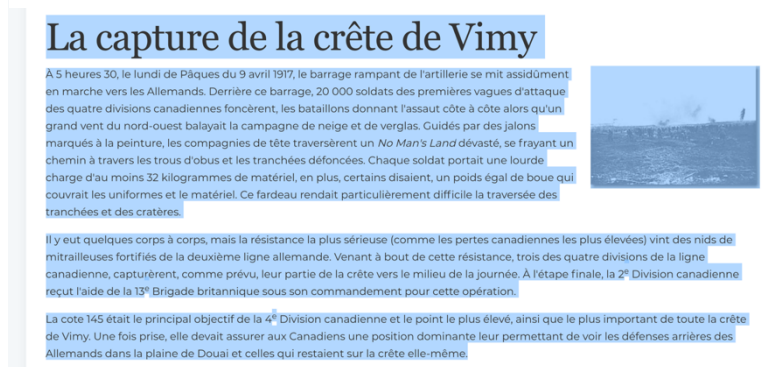 La capture de la crête de Vimy
À 5 heures 30, le lundi de Pâques du 9 avril 1917, le barrage rampant de l'artillerie se mit assidûment
en marche vers les Allemands. Derrière ce barrage, 20 000 soldats des premières vagues d'attaque
des quatre divisions canadiennes foncèrent, les bataillons donnant l'assaut côte à côte alors qu'un
grand vent du nord-ouest balayait la campagne de neige et de verglas. Guidés par des jalons
marqués à la peinture, les compagnies de tête traversèrent un No Man's Land dévasté, se frayant un
chemin à travers les trous d'obus et les tranchées défoncées. Chaque soldat portait une lourde
charge d'au moins 32 kilogrammes de matériel, en plus, certains disaient, un poids égal de boue qui
couvrait les uniformes et le matériel. Ce fardeau rendait particulièrement difficile la traversée des
tranchées et des cratères.
Il y eut quelques corps à corps, mais la résistance la plus sérieuse (comme les pertes canadiennes les plus élevées) vint des nids de
mitrailleuses fortifiés de la deuxième ligne allemande. Venant à bout de cette résistance, trois des quatre divisions de la ligne
canadienne, capturèrent, comme prévu, leur partie de la crête vers le milieu de la journée. À l'étape finale, la 2e Division canadienne
reçut l'aide de la 13e Brigade britannique sous son commandement pour cette opération.
La cote 145 était le principal objectif de la 4e Division canadienne et le point le plus élevé, ainsi que le plus important de toute la crête
de Vimy. Une fois prise, elle devait assurer aux Canadiens une position dominante leur permettant de voir les défenses arrières des
Allemands dans la plaine de Douai et celles qui restaient sur la crête elle-même.